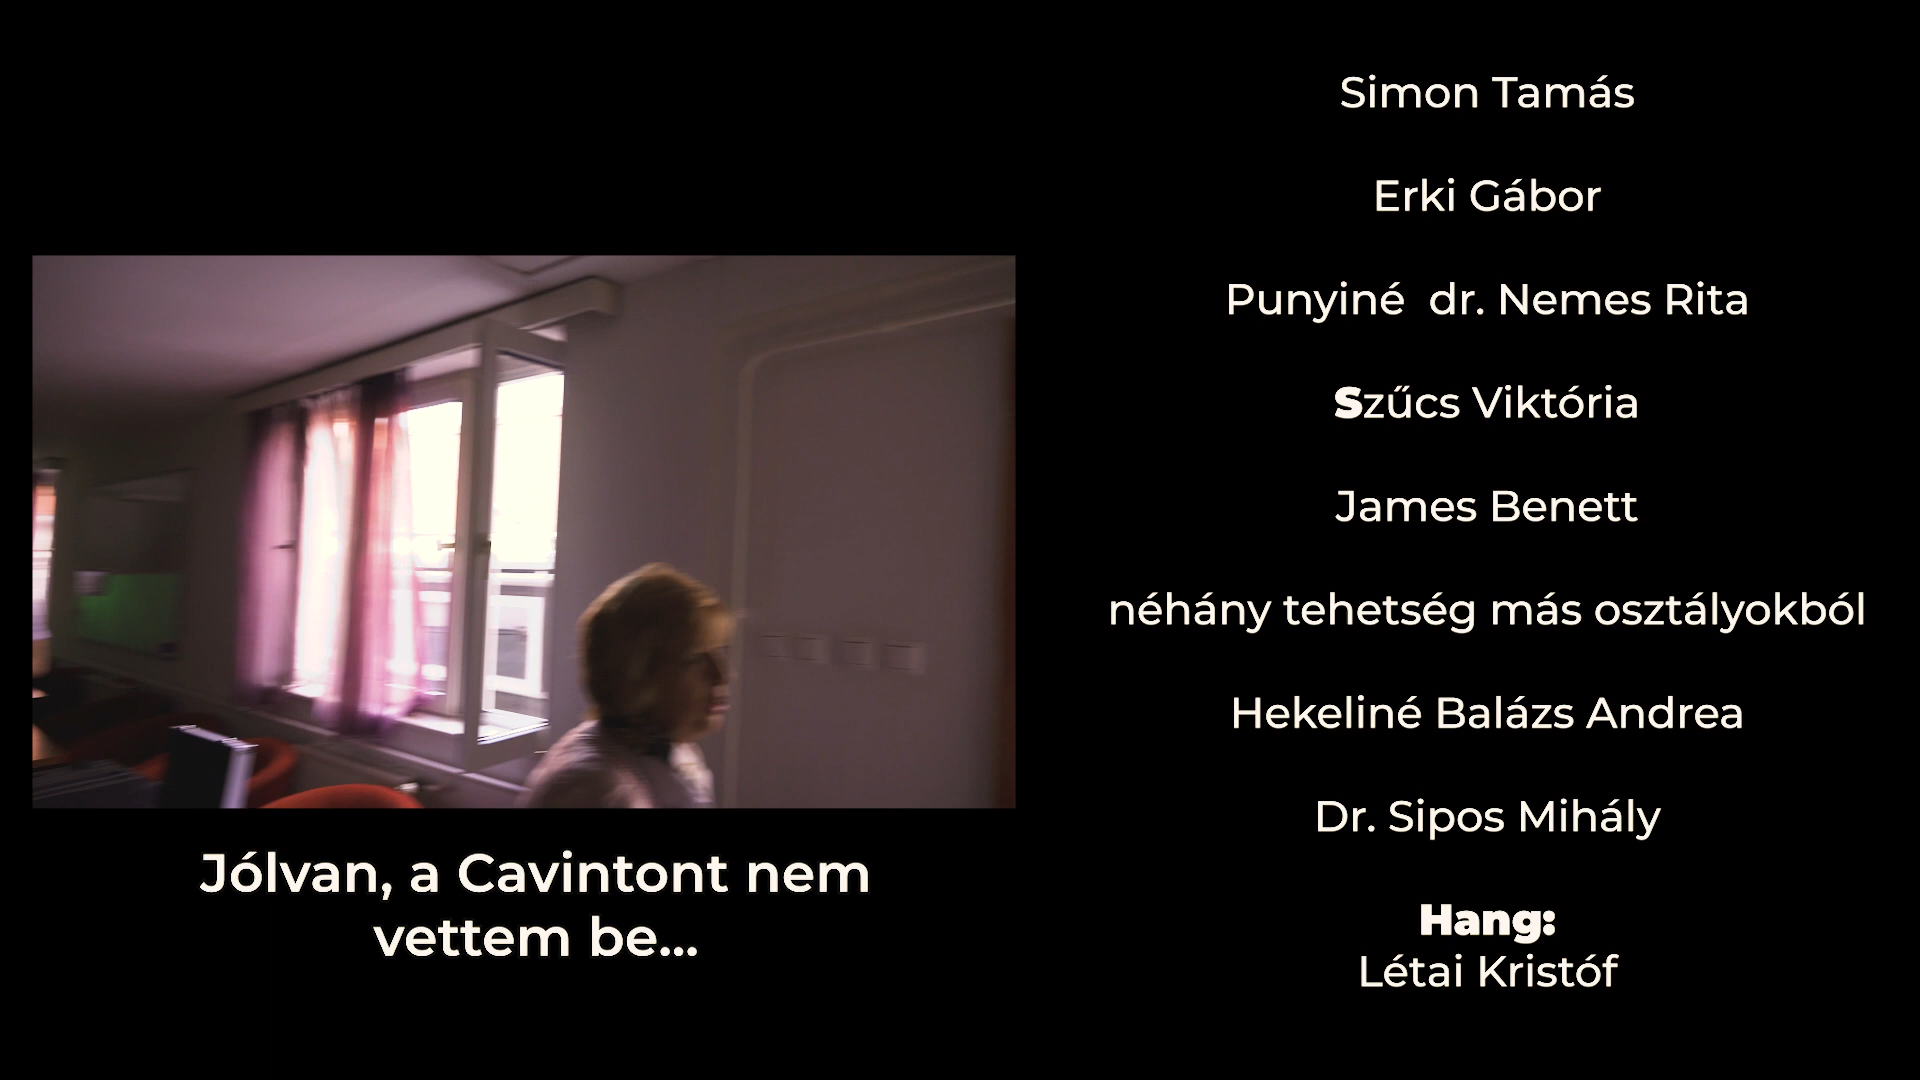 Jólvan, a Cavintont nem
vettem be...
Simon Tamás
Erki Gábor
Punyiné  dr. Nemes Rita
Szűcs Viktória
James Benett
néhány tehetség más osztályokból
Hekeliné Balázs Andrea
Dr. Sipos Mihály
Hang:
Létai Kristóf